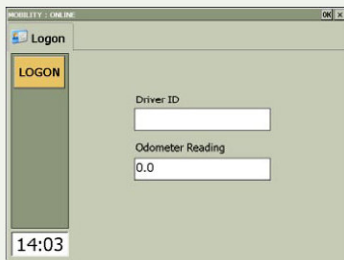 MOBILITY : ONLINE OK ×
Logon
LOGON
Driver ID
Odometer Reading
0.0
14:03